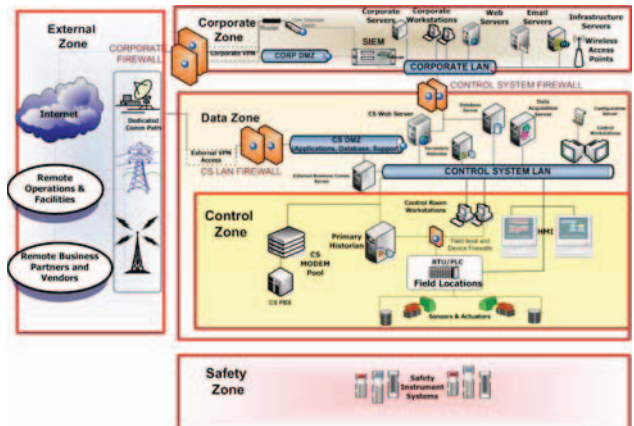 External
Zone
Internet
Dedicated
Comm Path
Remote
Operations &
Facilities
Remote Business
Partners and
Vendors
CORPORATE
FIREWALL
Corporate
Zone
Corporate VPN
CORP DMZ
SIEM
Corporate
Servers
Corporate
Workstations
Web
Servers
Email
Servers
Infrastructure
Servers
Wireless
Access
Points
CORPORATE LAN
CONTROL SYSTEM FIREWALL
Data Zone
External VPN
Access
CS LAN FIREWALL
CS DMZ
(Applications, Database, Support)
External Business Comm
Server
CS Web Server
Database
Server
Data
Acquisition
Server
Configuration
Server
Control
Workstations
CONTROL SYSTEM LAN
Control
Zone
CS
MODEM
Pool
CS PBX
Primary
Historian
Control Room
Workstations
Field level and
Device Firewalls
HMI
RTU/PLC
Field Locations
Sensors & Actuators
Safety
Zone
Safety
Instrument
Systems